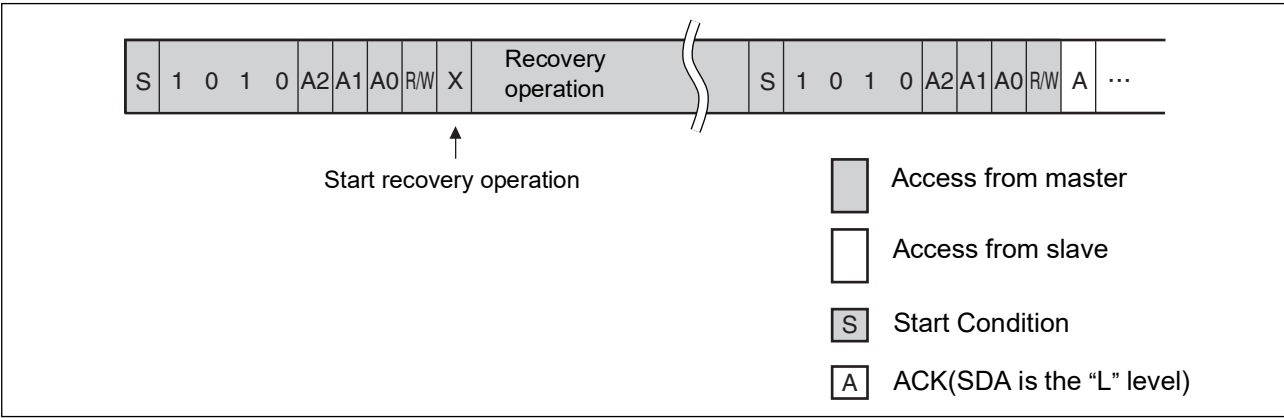 S 1 0 1 0 A2 A1 A0 R/W X Recovery operation S 1 0 1 0 A2 A1 A0 R/W A ...
Start recovery operation
Access from master
Access from slave
S Start Condition
A ACK(SDA is the “L” level)